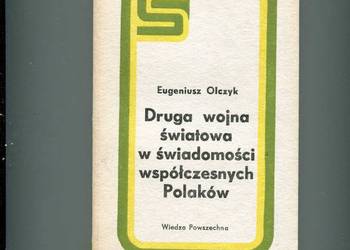 Eugeniusz Olczyk
Druga wojna
światowa
w świadomości
współczesnych
Polaków
Wiedza Powszechna